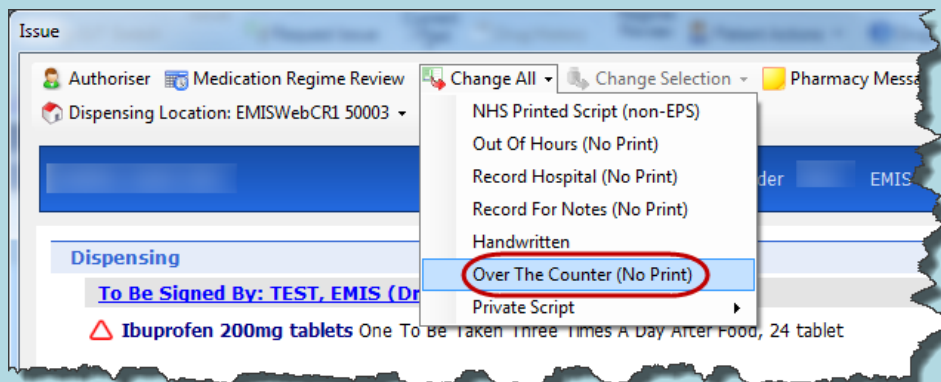 Issue
Authoriser Medication Regime Review Change All Change Selection Pharmacy Messa
Dispensing Location: EMISWebCR1 50003
NHS Printed Script (non-EPS)
Out Of Hours (No Print)
Record Hospital (No Print)
der EMIS
Record For Notes (No Print)
Handwritten
Dispensing
Over The Counter (No Print)
To Be Signed By: TEST, EMIS (Dr
Private Script
Ibuprofen 200mg tablets One To Be Taken Three Times A Day After Food, 24 tablet